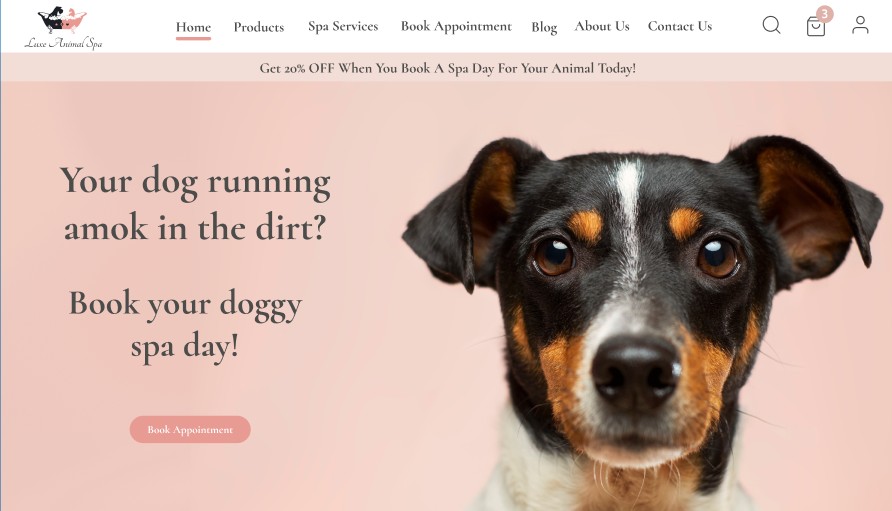 Luxe Animal Spa
Home Products Spa Services Book Appointment Blog About Us Contact Us
3
Get 20% OFF When You Book A Spa Day For Your Animal Today!
Your dog running
amok in the dirt?
Book your doggy
spa day!
Book Appointment